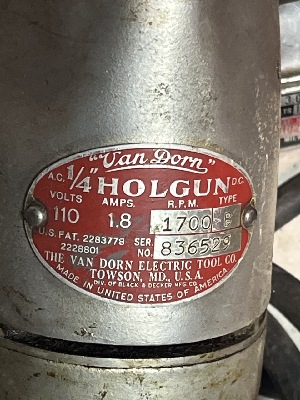 "Van Dorn"
A.C. 1/4" HOLGUN D.C.
VOLTS AMPS. R.P.M. TYPE
110 1.8 1700 P
U.S. PAT. 2283778 SER.
2228801 NO. 836529
THE VAN DORN ELECTRIC TOOL CO.
TOWSON, MD., U.S.A.
DIV. OF BLACK & DECKER MFG. CO.
MADE IN UNITED STATES OF AMERICA